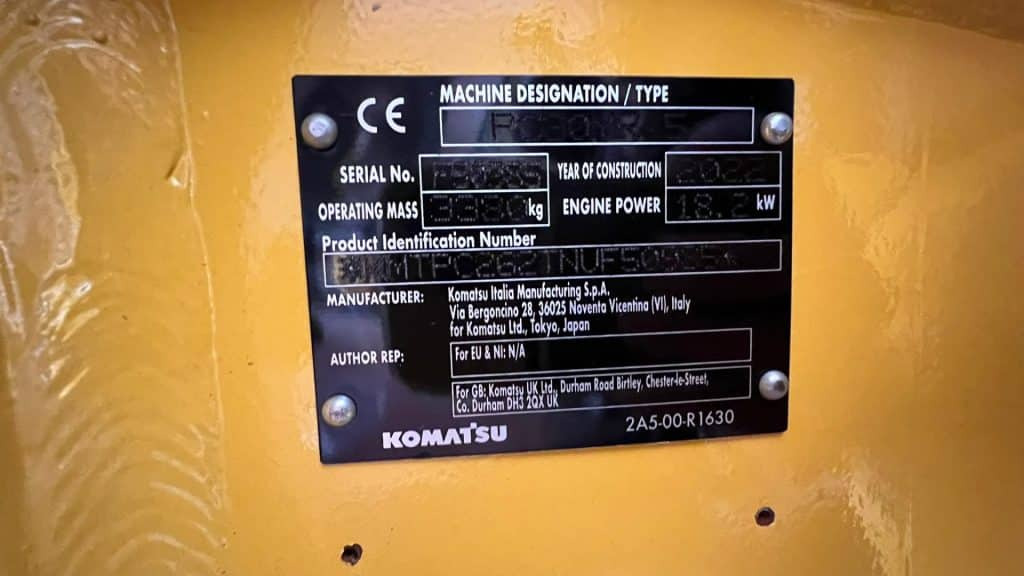 CE
MACHINE DESIGNATION / TYPE
SERIAL No.
YEAR OF CONSTRUCTION 2022
OPERATING MASS 3380 kg
ENGINE POWER 18.2 kW
Product Identification Number
MANUFACTURER: Komatsu Italia Manufacturing S.p.A.
Via Bergoncino 28, 36025 Noventa Vicentina (VI), Italy
for Komatsu Ltd., Tokyo, Japan
AUTHOR REP: For EU & NI: N/A
For GB: Komatsu UK Ltd., Durham Road Birtley, Chester-le-Street,
Co. Durham DH3 2QX UK
KOMATSU
2A5-00-R1630